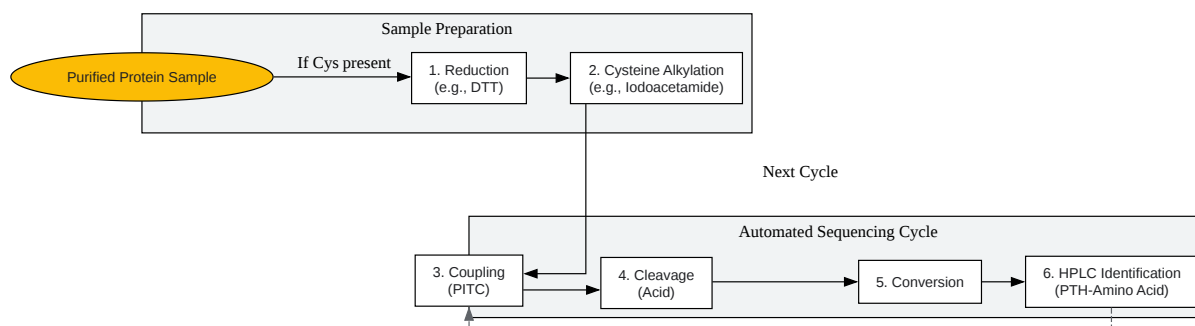 Sample Preparation
Purified Protein Sample
If Cys present
1. Reduction
(e.g., DTT)
2. Cysteine Alkylation
(e.g., Iodoacetamide)
Next Cycle
Automated Sequencing Cycle
3. Coupling
(PITC)
4. Cleavage
(Acid)
5. Conversion
6. HPLC Identification
(PTH-Amino Acid)